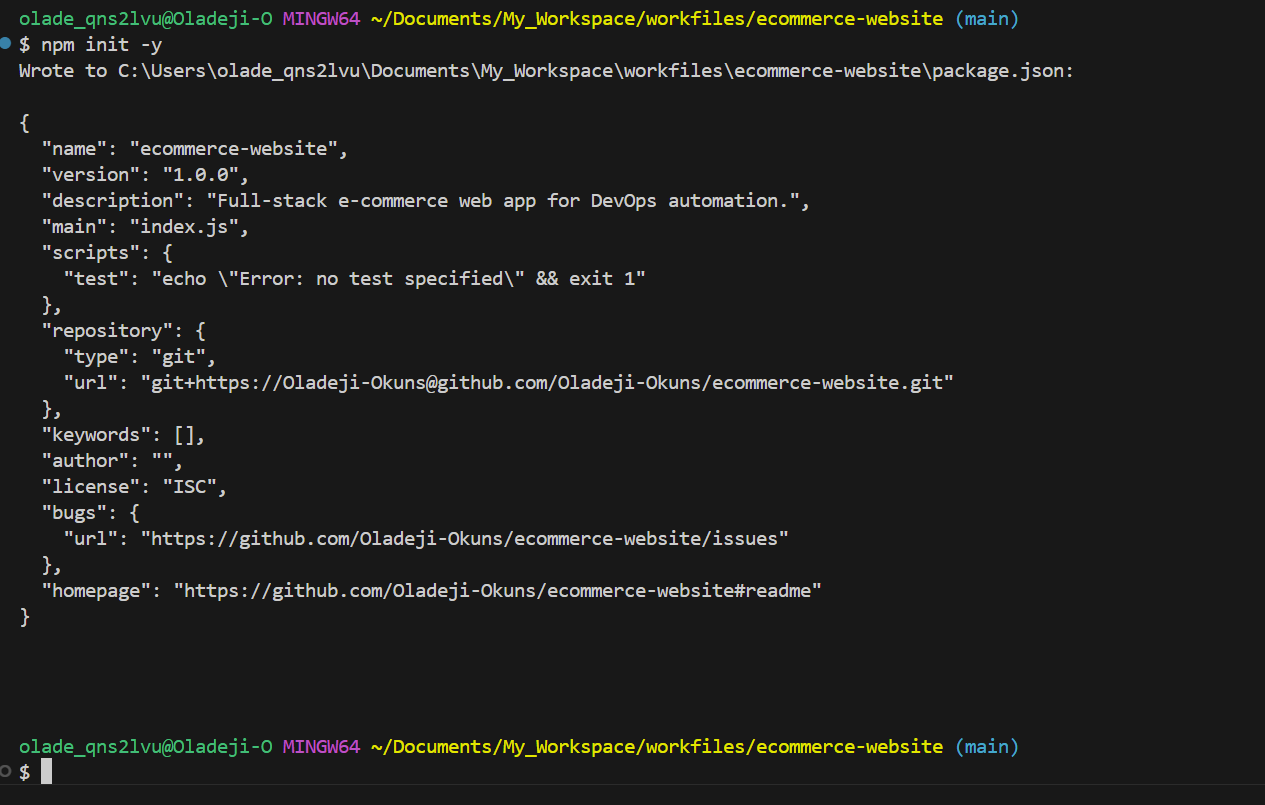 olade_qns2lvu@Oladeji-O MINGW64 ~/Documents/My_Workspace/workfiles/ecommerce-website (main)
$ npm init -y
Wrote to C:\Users\olade_qns2lvu\Documents\My_Workspace\workfiles\ecommerce-website\package.json:

{
  "name": "ecommerce-website",
  "version": "1.0.0",
  "description": "Full-stack e-commerce web app for DevOps automation.",
  "main": "index.js",
  "scripts": {
    "test": "echo \"Error: no test specified\" && exit 1"
  },
  "repository": {
    "type": "git",
    "url": "git+https://Oladeji-Okuns@github.com/Oladeji-Okuns/ecommerce-website.git"
  },
  "keywords": [],
  "author": "",
  "license": "ISC",
  "bugs": {
    "url": "https://github.com/Oladeji-Okuns/ecommerce-website/issues"
  },
  "homepage": "https://github.com/Oladeji-Okuns/ecommerce-website#readme"
}

olade_qns2lvu@Oladeji-O MINGW64 ~/Documents/My_Workspace/workfiles/ecommerce-website (main)
$